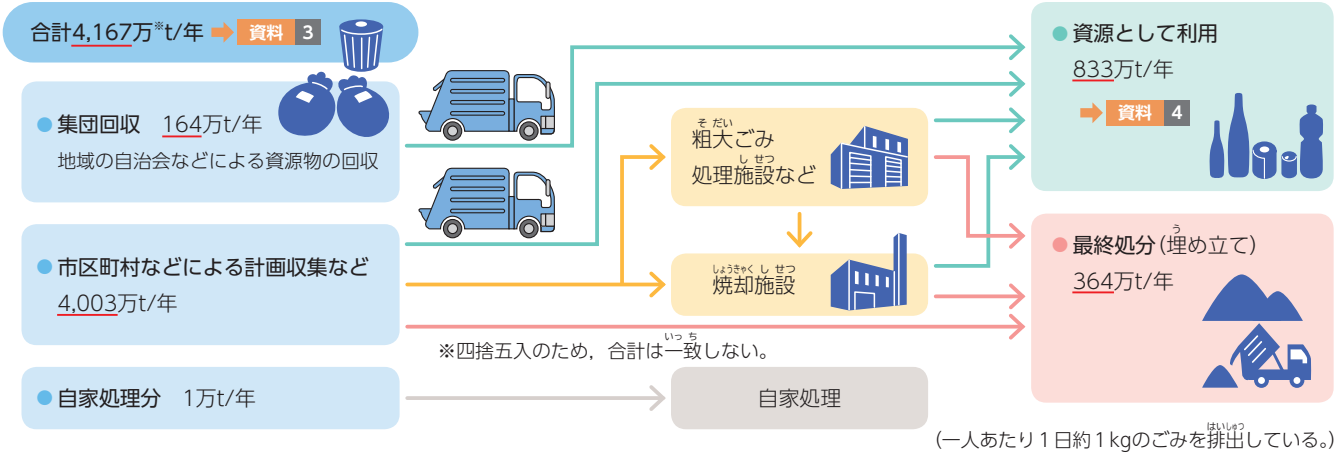 合計4,167万※t/年 → 資料 3
集団回収 164万t/年
地域の自治会などによる資源物の回収
市区町村などによる計画収集など
4,003万t/年
自家処理分 1万t/年
粗大ごみ
処理施設など
焼却施設
※四捨五入のため，合計は一致しない。
自家処理
資源として利用
833万t/年
→ 資料 4
最終処分(埋め立て)
364万t/年
(一人あたり1日約1kgのごみを排出している。)
そだい
しせつ
しょうきゃくしせつ
いっち
う
はいしゅつ